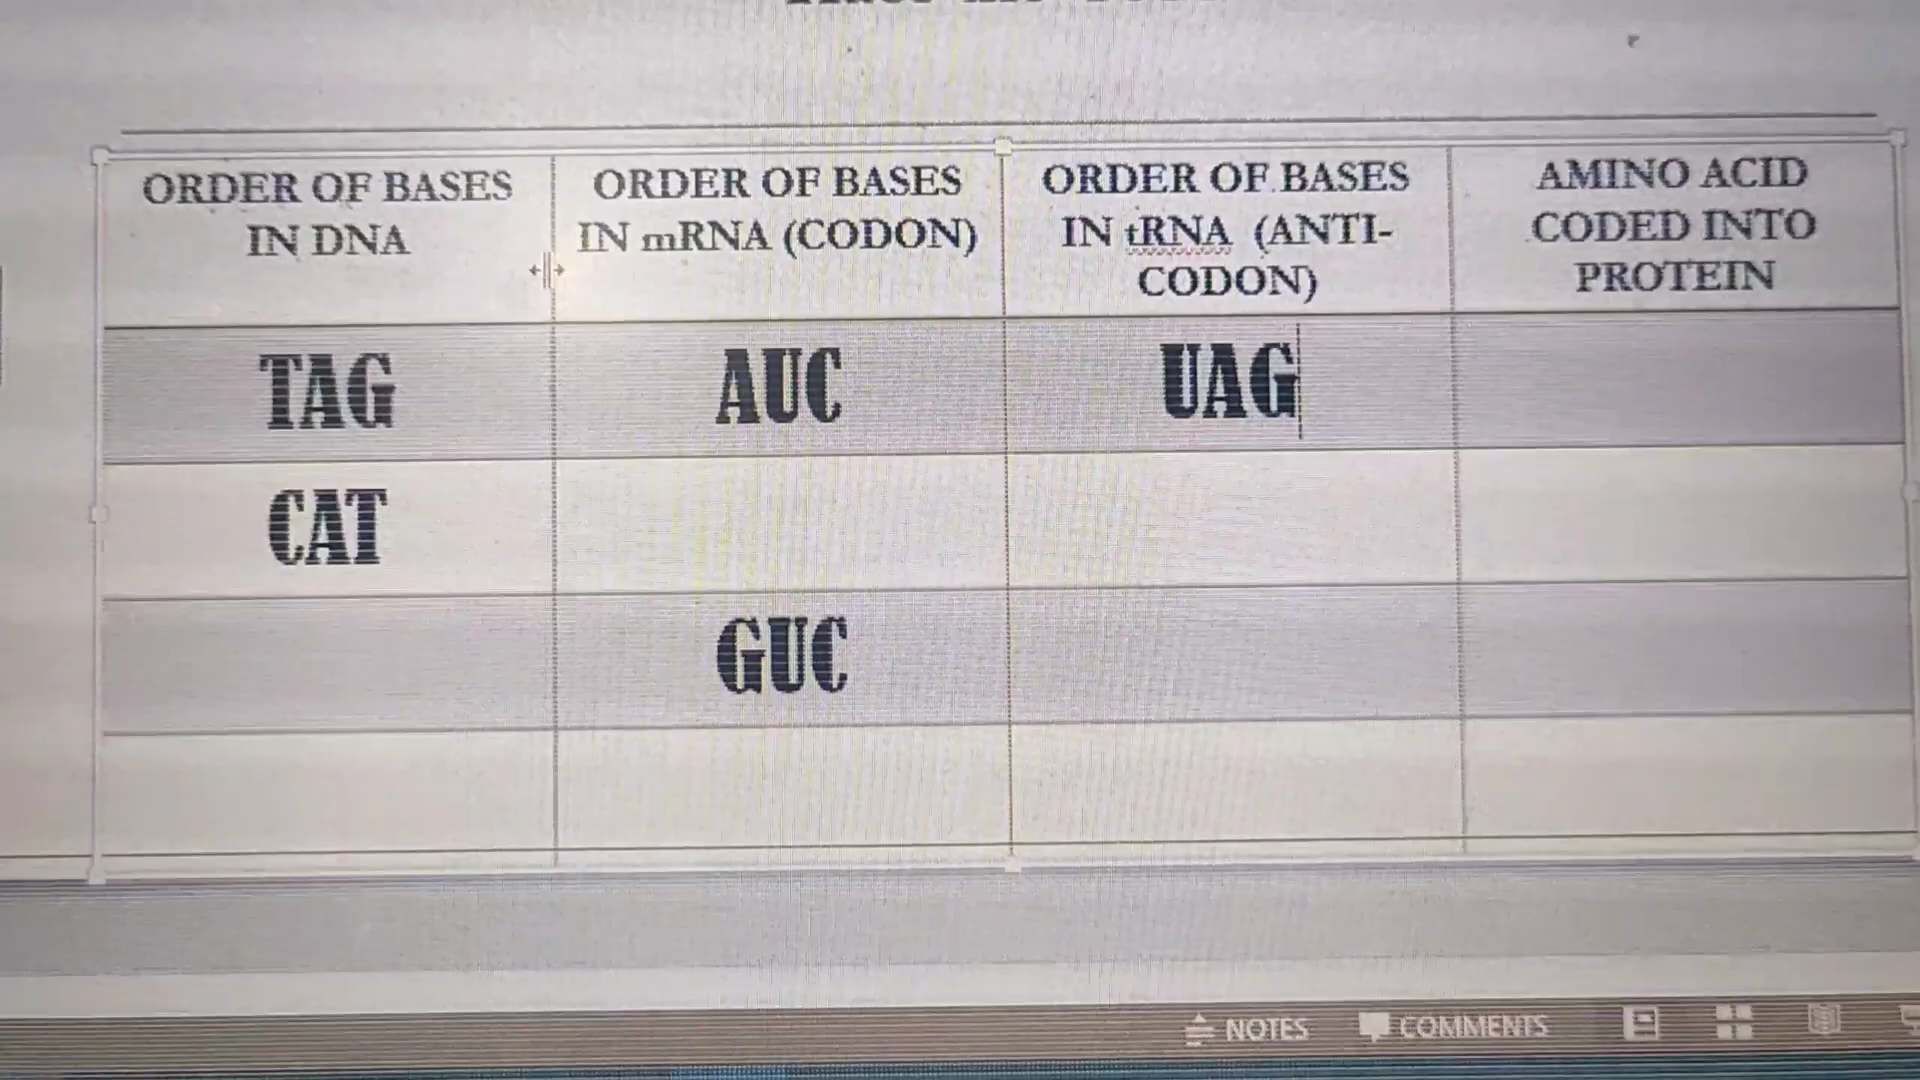 ORDER OF BASES
IN DNA
ORDER OF BASES
IN mRNA (CODON)
ORDER OF BASES
IN tRNA (ANTI-
CODON)
AMINO ACID
CODED INTO
PROTEIN
TAG
AUC
UAG
CAT
GUC
NOTES
COMMENTS